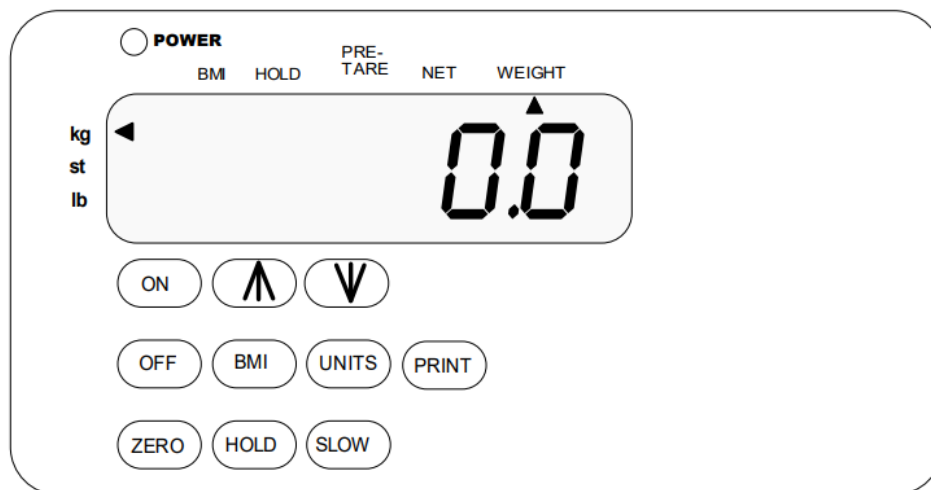 POWER
BMI HOLD PRE-
TARE NET WEIGHT
kg
st
lb
0.0
ON
OFF BMI UNITS PRINT
ZERO HOLD SLOW